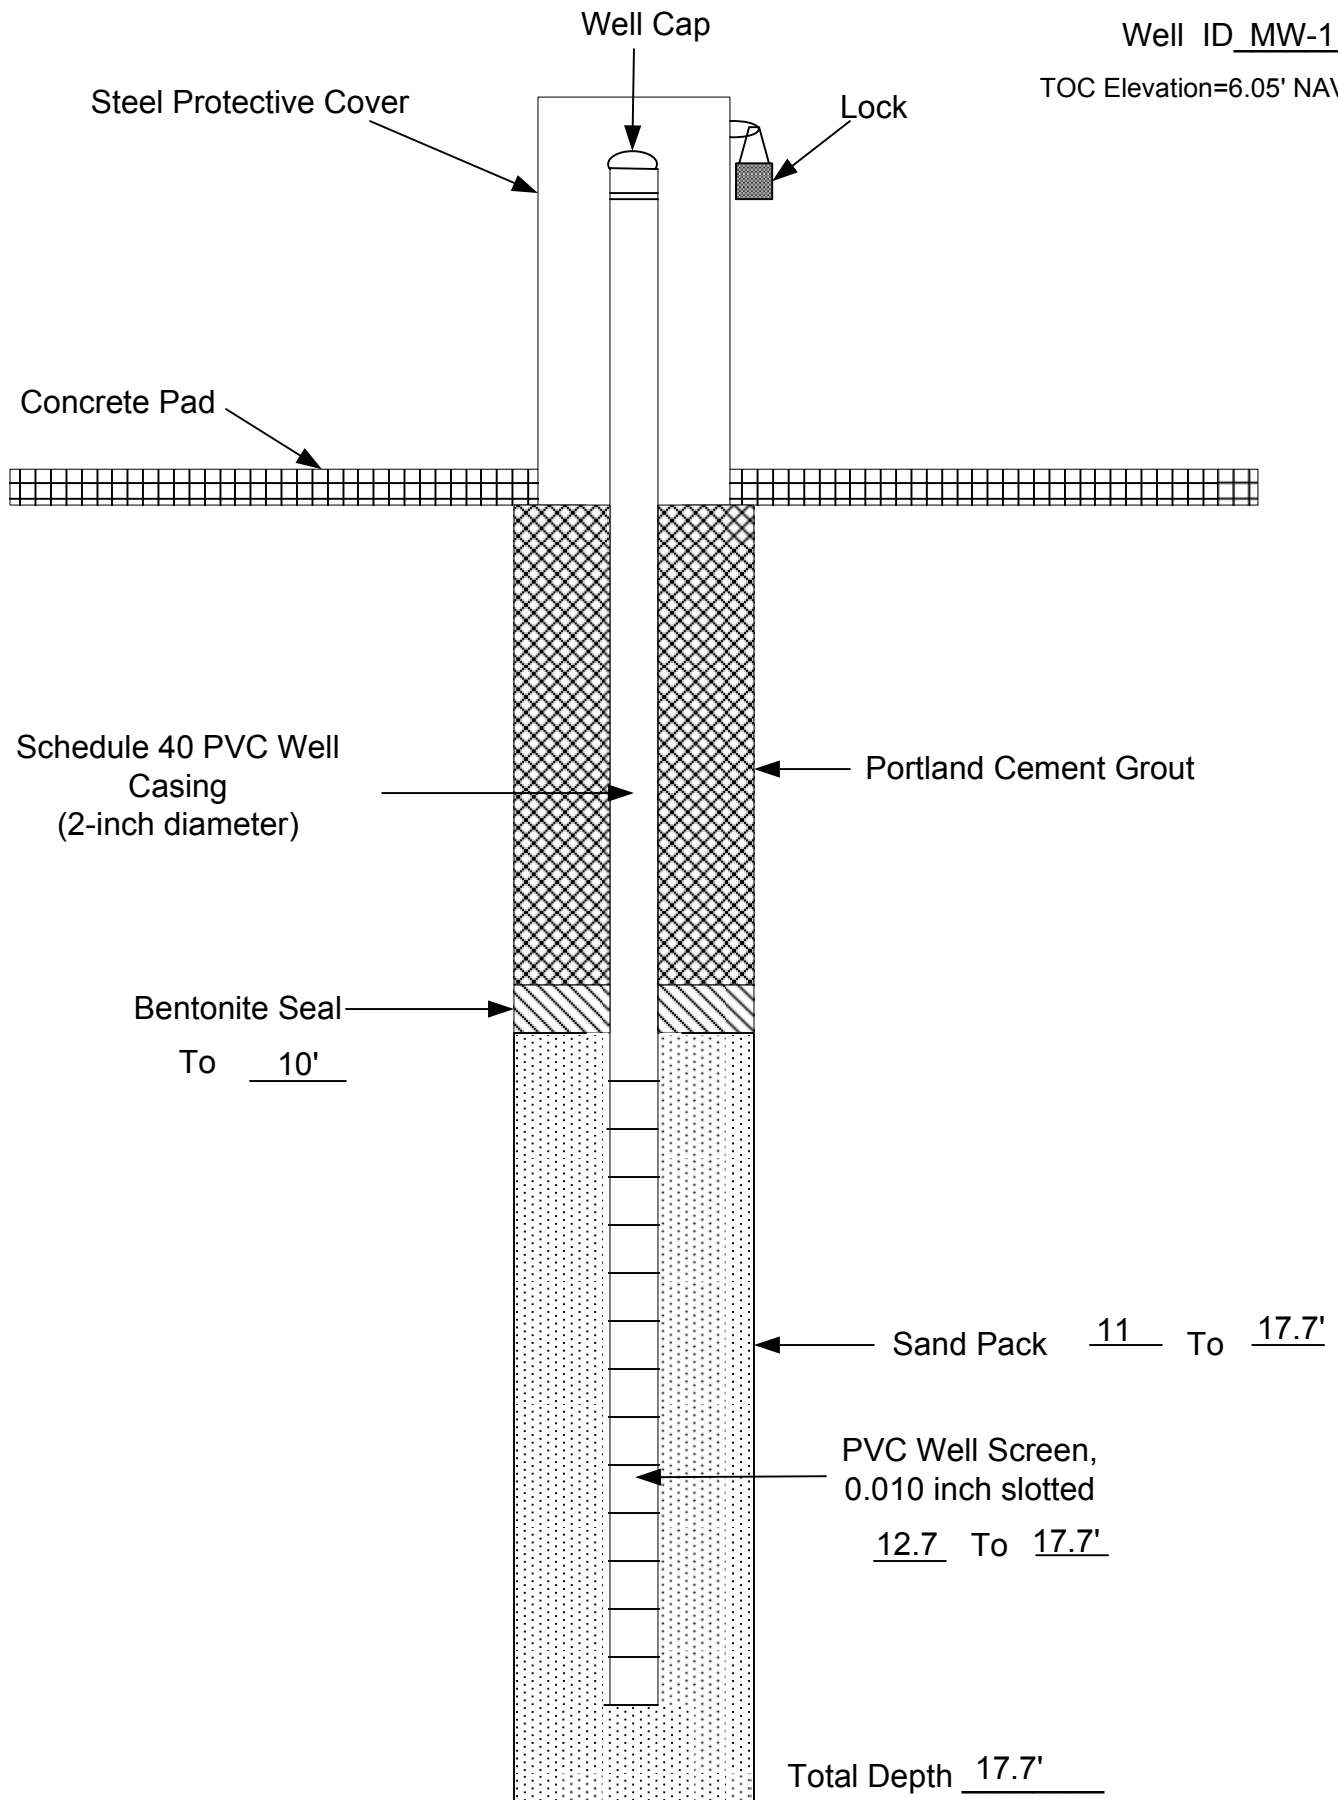 Well Cap
Well ID MW-1
TOC Elevation=6.05' NAV
Steel Protective Cover
Lock
Concrete Pad
Schedule 40 PVC Well
Casing
(2-inch diameter)
Portland Cement Grout
Bentonite Seal
To 10'
Sand Pack 11 To 17.7'
PVC Well Screen,
0.010 inch slotted
12.7 To 17.7'
Total Depth 17.7'